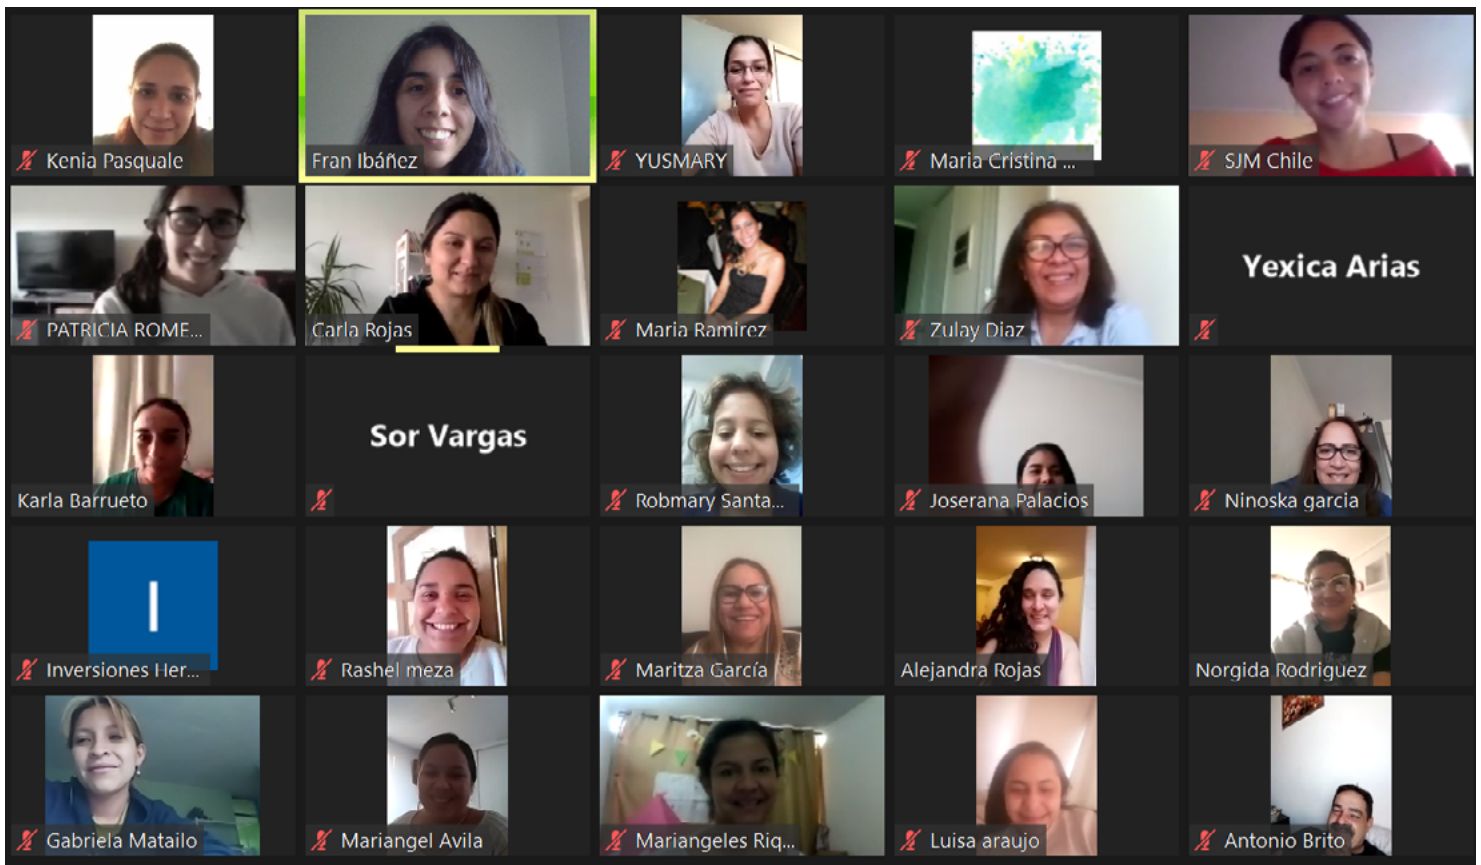 Kenia Pasquale
Fran Ibáñez
YUSMARY
Maria Cristina ...
SJM Chile
PATRICIA ROME...
Carla Rojas
Maria Ramirez
Zulay Diaz
Yexica Arias
Karla Barrueto
Sor Vargas
Robmary Santa...
Joserana Palacios
Ninoska garcia
I
Inversiones Her...
Rashel meza
Maritza García
Alejandra Rojas
Norgida Rodriguez
Gabriela Matailo
Mariangel Avila
Mariangeles Riq...
Luisa araujo
Antonio Brito